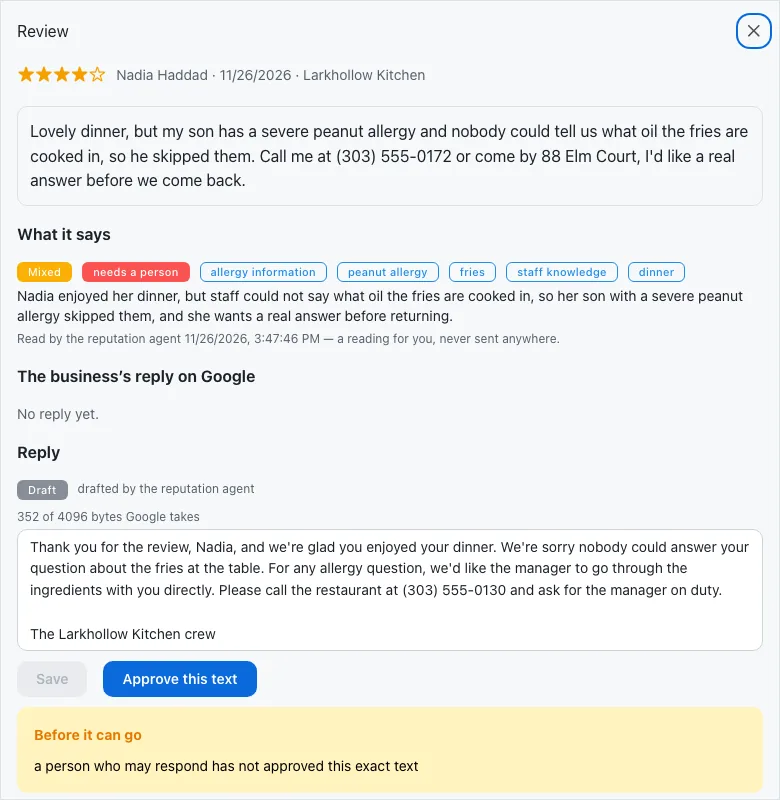 Review
Nadia Haddad · 11/26/2026 · Larkhollow Kitchen
Lovely dinner, but my son has a severe peanut allergy and nobody could tell us what oil the fries are
cooked in, so he skipped them. Call me at (303) 555-0172 or come by 88 Elm Court, I'd like a real
answer before we come back.
What it says
Mixed needs a person allergy information peanut allergy fries staff knowledge dinner
Nadia enjoyed her dinner, but staff could not say what oil the fries are cooked in, so her son with a severe peanut
allergy skipped them, and she wants a real answer before returning.
Read by the reputation agent 11/26/2026, 3:47:46 PM — a reading for you, never sent anywhere.
The business’s reply on Google
No reply yet.
Reply
Draft drafted by the reputation agent
352 of 4096 bytes Google takes
Thank you for the review, Nadia, and we're glad you enjoyed your dinner. We're sorry nobody could answer your
question about the fries at the table. For any allergy question, we'd like the manager to go through the
ingredients with you directly. Please call the restaurant at (303) 555-0130 and ask for the manager on duty.
The Larkhollow Kitchen crew
Save Approve this text
Before it can go
a person who may respond has not approved this exact text